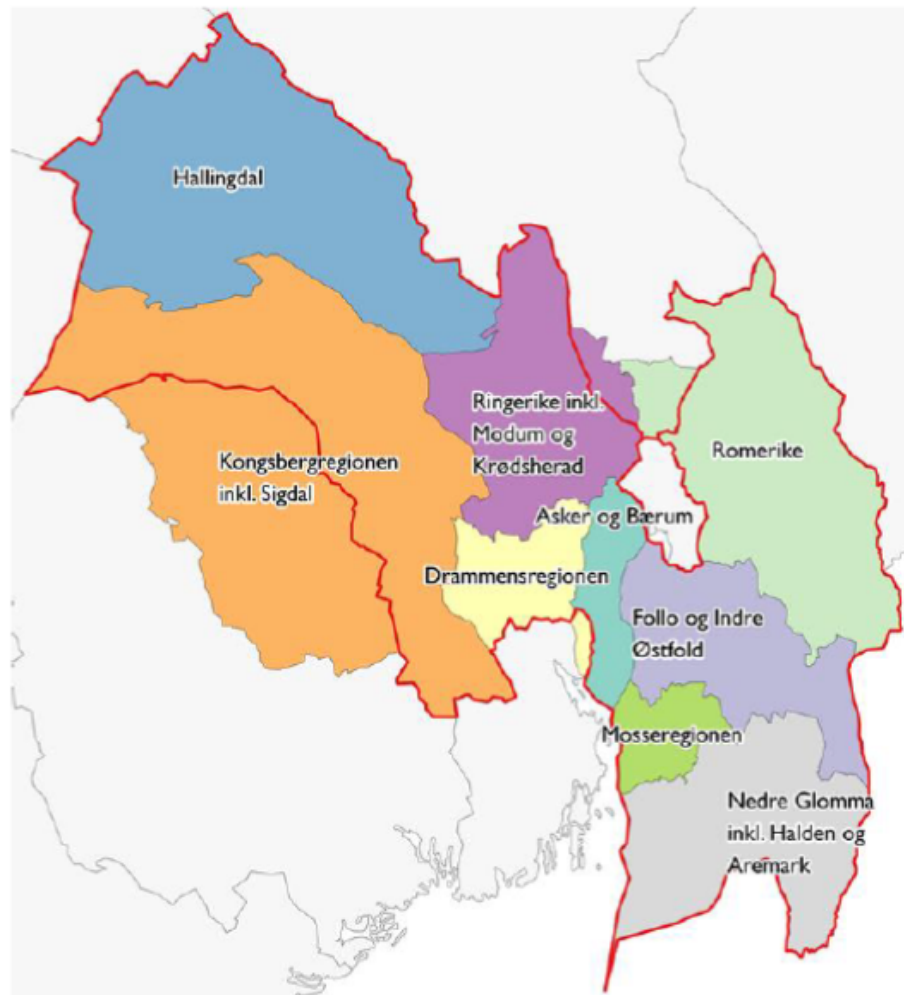 Hallingdal
Ringerike inkl.
Modum og
Krødsherad
Romerike
Kongsbergregionen
inkl. Sigdal
Asker og Bærum
Drammensregionen
Follo og Indre
Østfold
Mosseregionen
Nedre Glomma
inkl. Halden og
Aremark